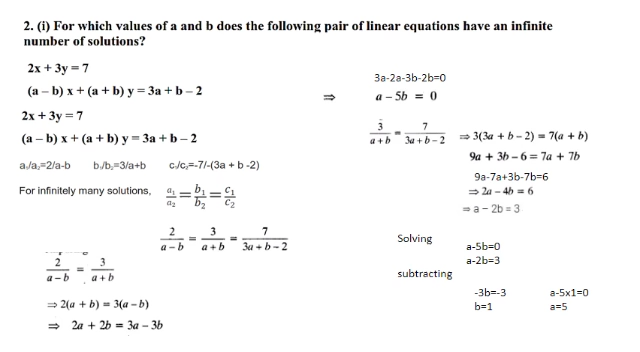 2. (i) For which values of a and b does the following pair of linear equations have an infinite
number of solutions?
2x + 3y = 7
(a – b) x + (a + b) y = 3a + b – 2
2x + 3y = 7
(a – b) x + (a + b) y = 3a + b – 2
a₁/a₂=2/a-b b₁/b₂=3/a+b c₁/c₂=-7/-(3a + b -2)
For infinitely many solutions, a₁/a₂ = b₁/b₂ = c₁/c₂
2/(a – b) = 3/(a + b) = 7/(3a + b – 2)
2/(a – b) = 3/(a + b)
⇒ 2(a + b) = 3(a – b)
⇒ 2a + 2b = 3a – 3b
3a-2a-3b-2b=0
⇒ a – 5b = 0
3/(a + b) = 7/(3a + b – 2) ⇒ 3(3a + b – 2) = 7(a + b)
9a + 3b – 6 = 7a + 7b
9a-7a+3b-7b=6
⇒ 2a – 4b = 6
⇒ a – 2b = 3
Solving
a-5b=0
a-2b=3
subtracting
-3b=-3 a-5x1=0
b=1 a=5